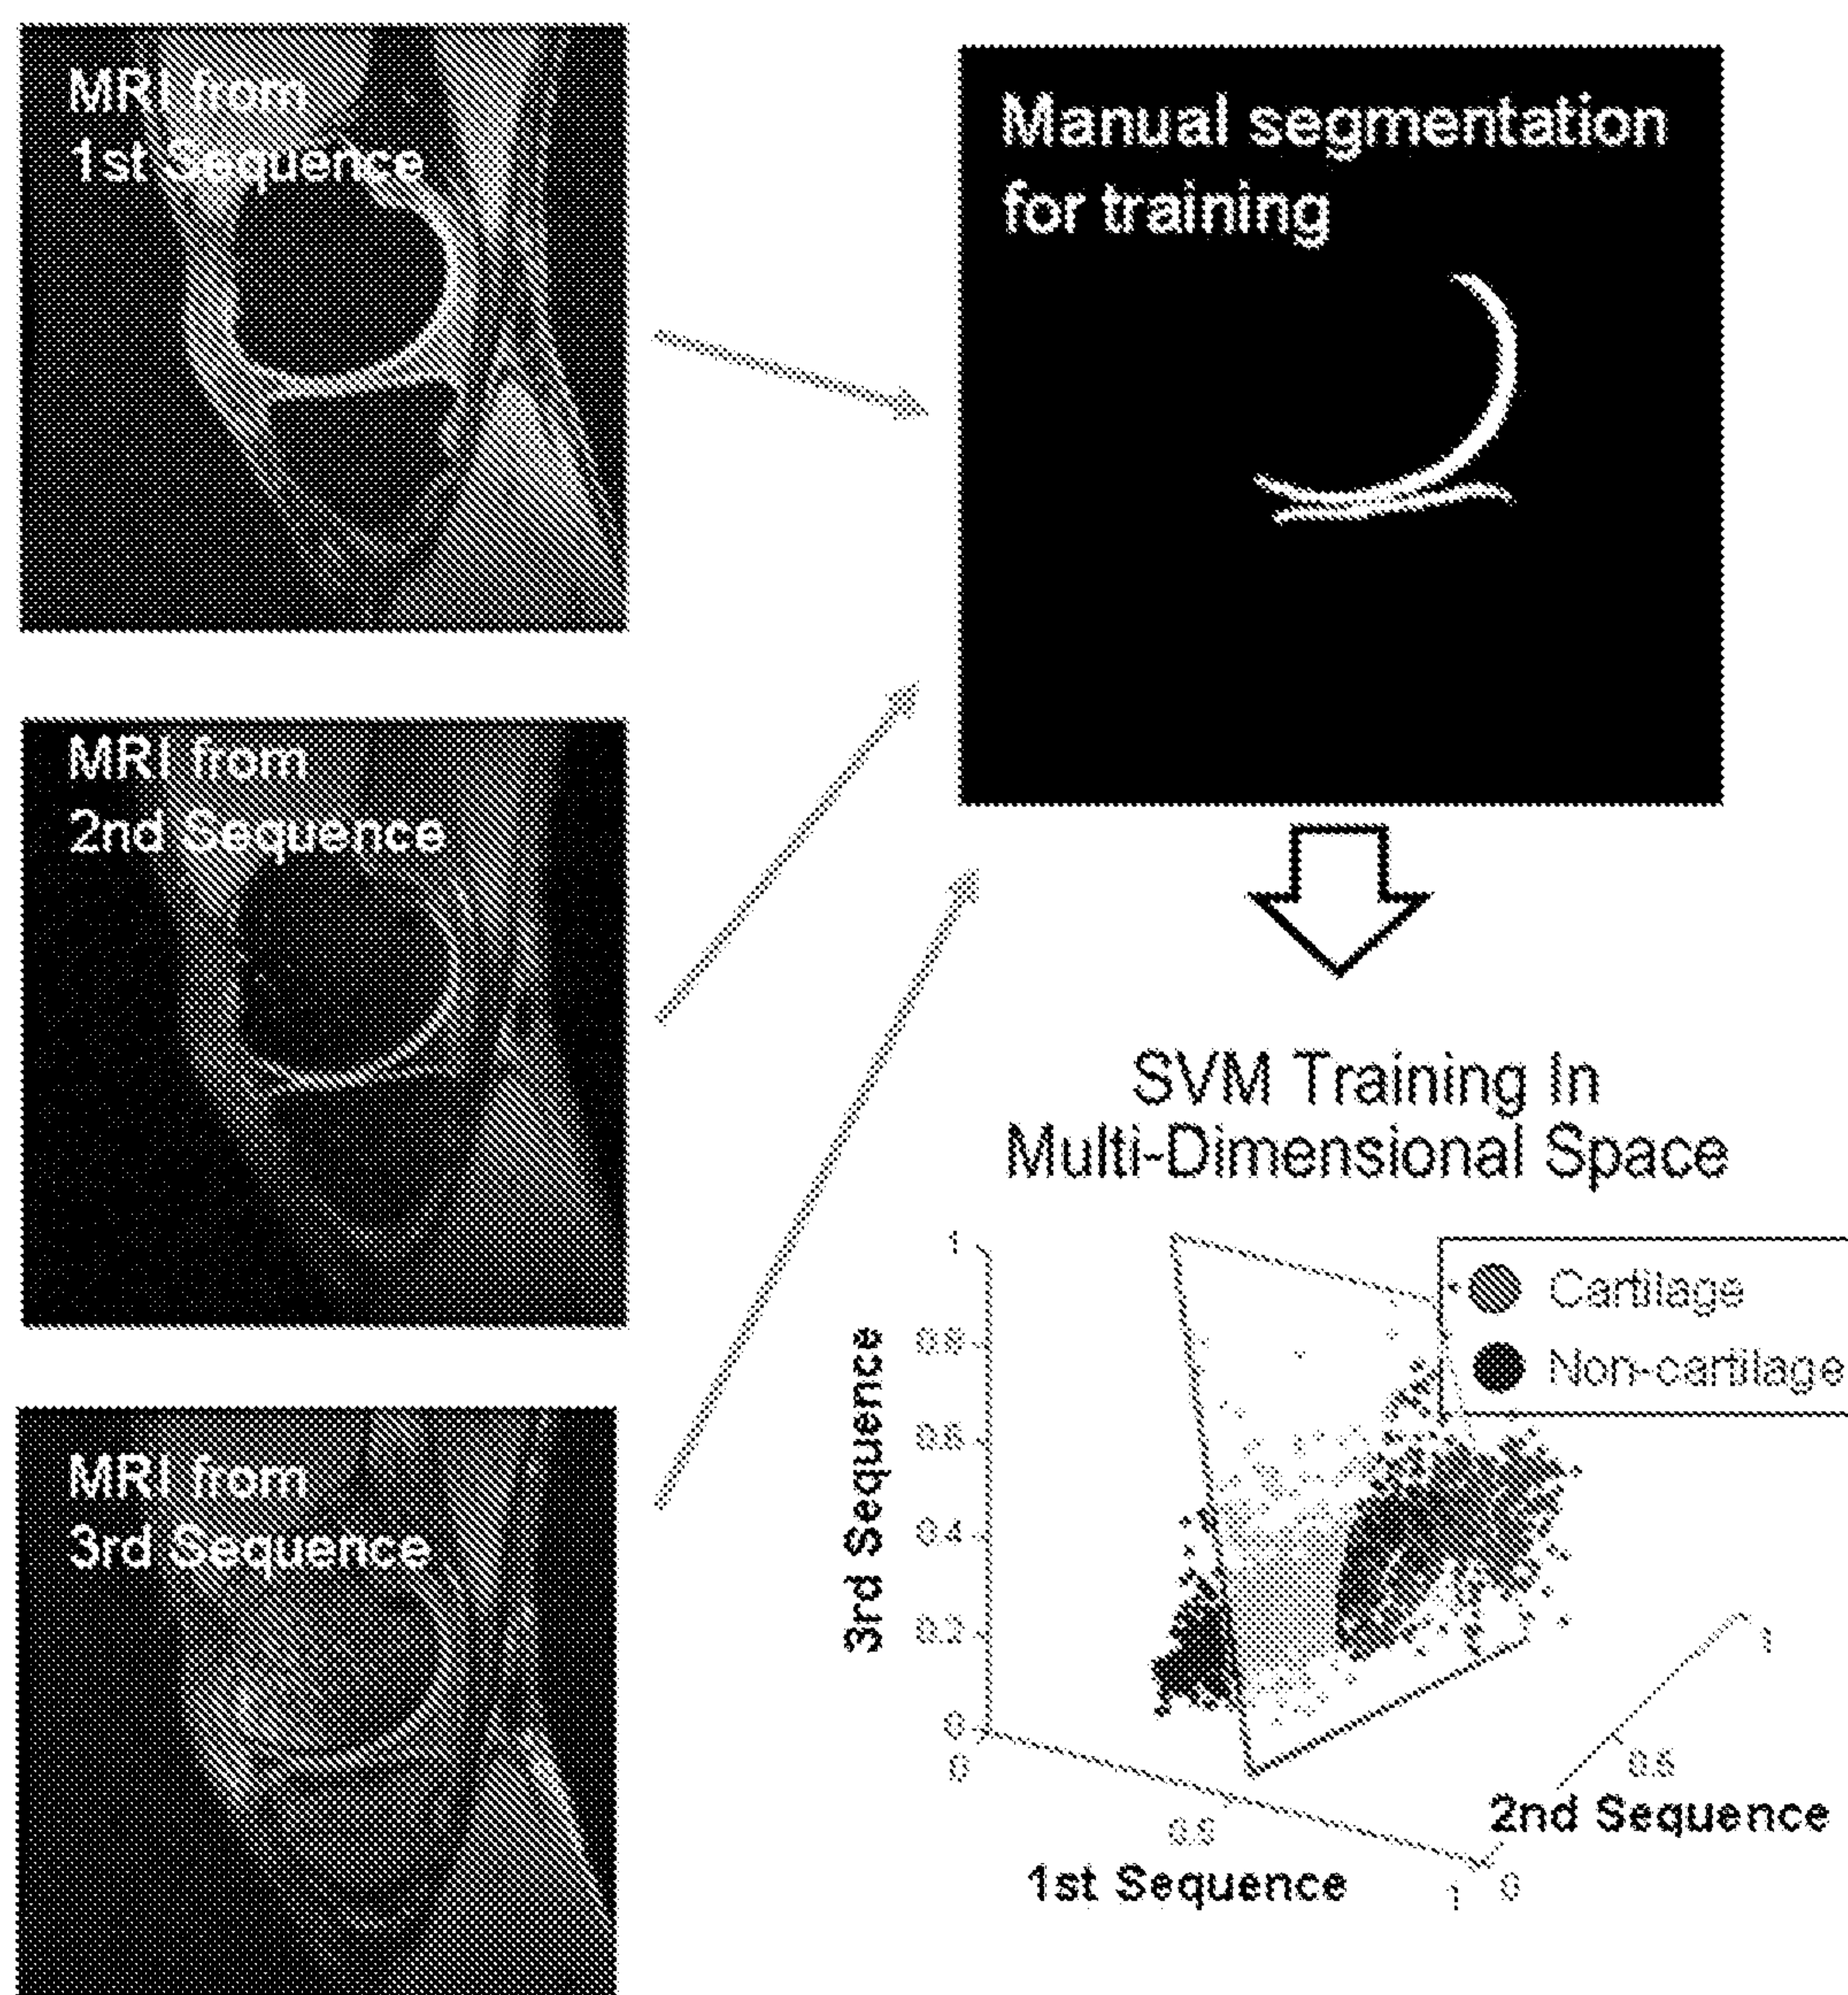 MRI from
1st Sequence
Manual segmentation
for training
MRI from
2nd Sequence
MRI from
3rd Sequence
SVM Training In
Multi-Dimensional Space
Cartilage
Non-cartilage
3rd Sequence
1
0.8
0.6
0.4
0.2
0
0
0.5
1
1st Sequence
0
0.5
1
2nd Sequence